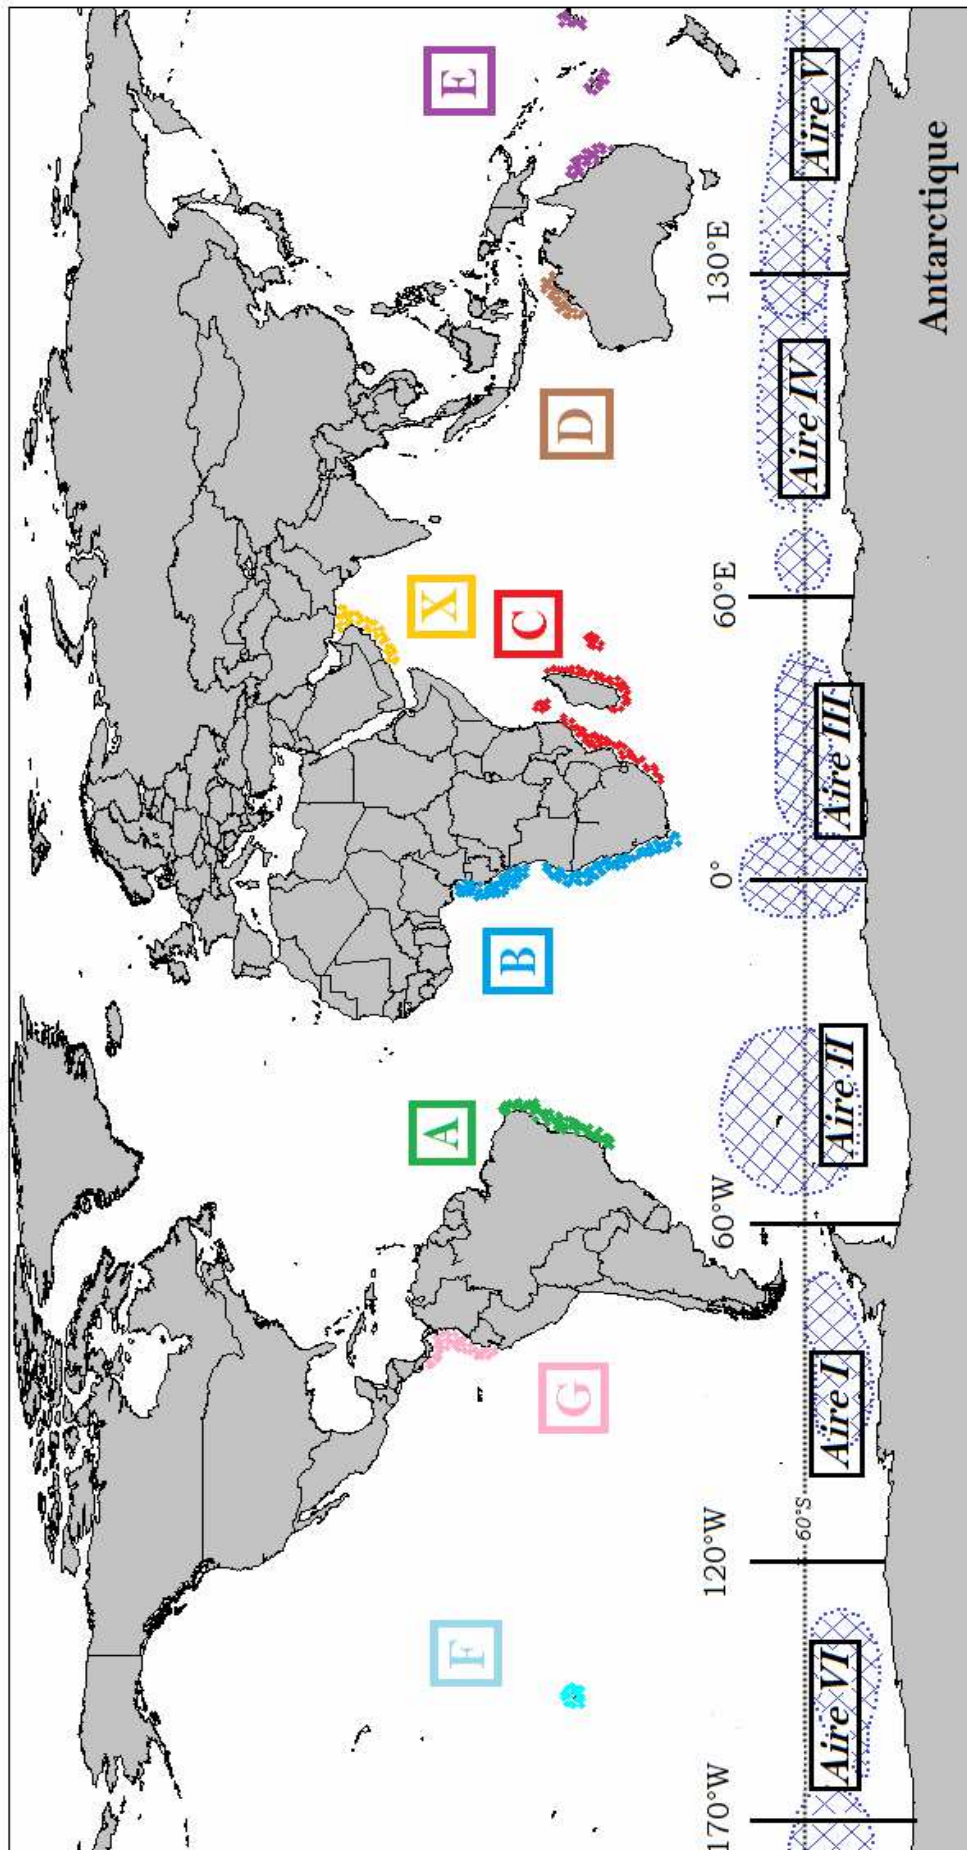 F
G
A
B
X
C
D
E
170°W
120°W
60°W
0°
60°E
130°E
60°S
Aire VI
Aire I
Aire II
Aire III
Aire IV
Aire V
Antarctique